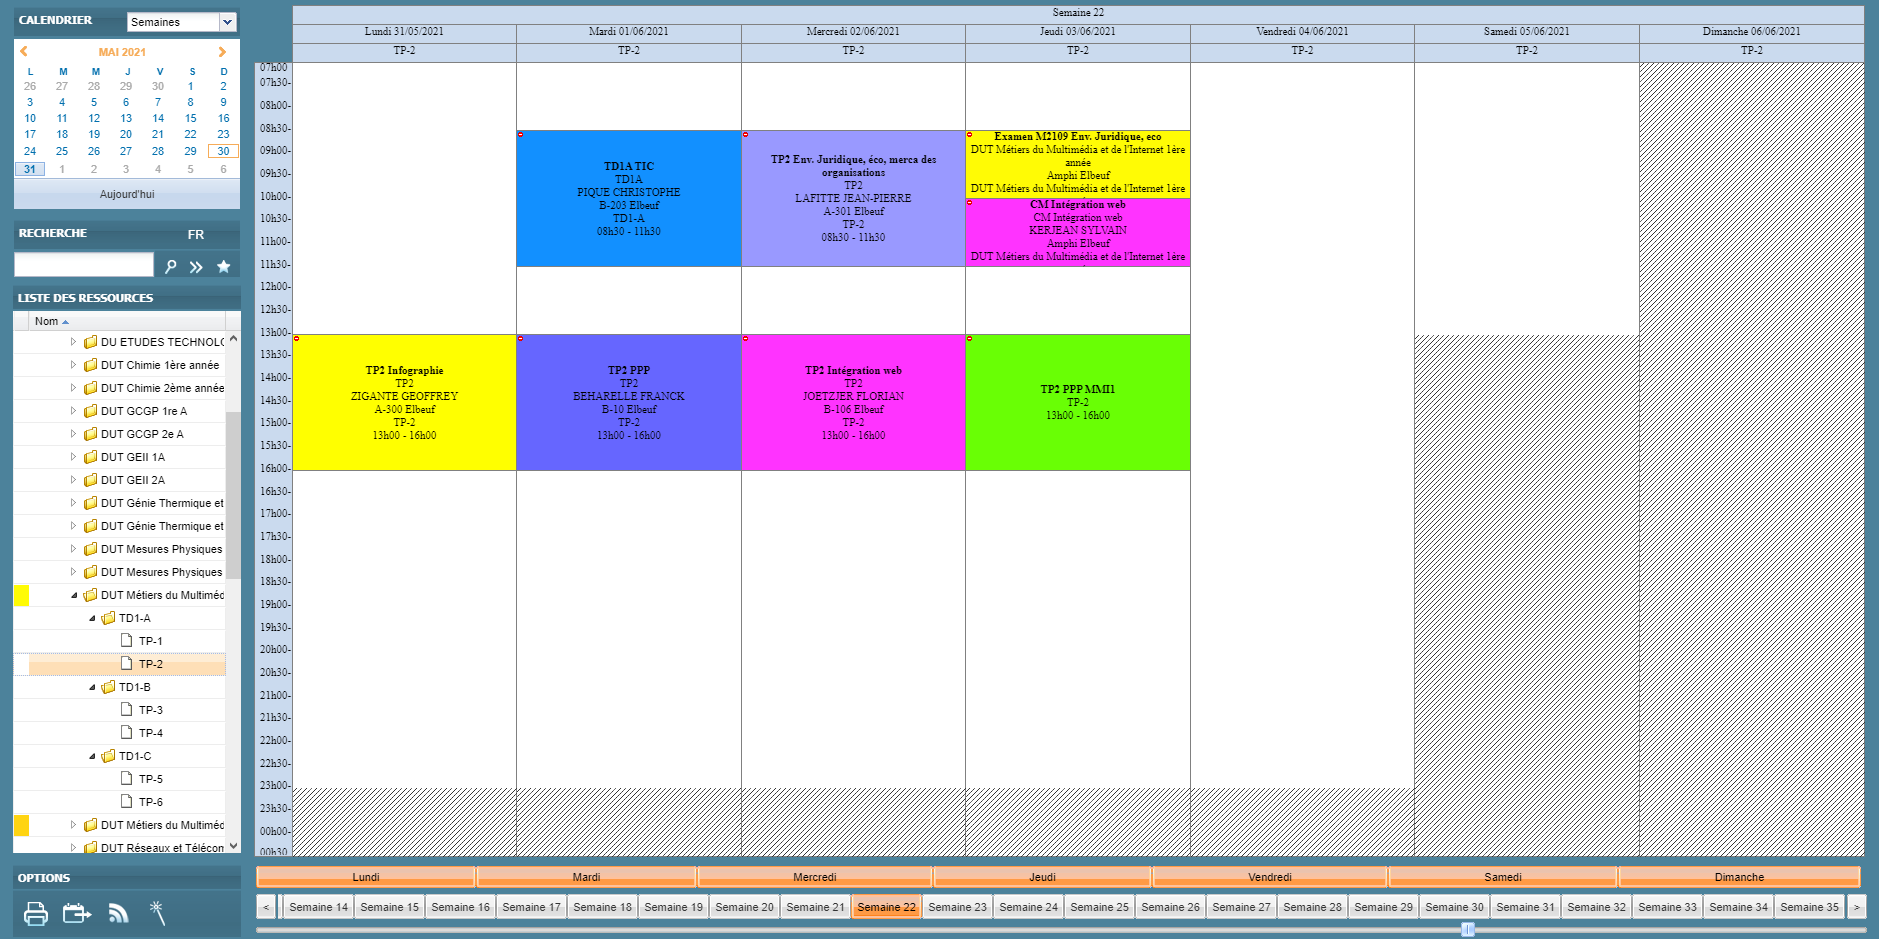 CALENDRIER
Semaines
MAI 2021
L M M J V S D
26 27 28 29 30 1 2
3 4 5 6 7 8 9
10 11 12 13 14 15 16
17 18 19 20 21 22 23
24 25 26 27 28 29 30
31 1 2 3 4 5 6
Aujourd'hui
RECHERCHE FR
LISTE DES RESSOURCES
Nom
DU ETUDES TECHNOLO
DUT Chimie 1ère année
DUT Chimie 2ème année
DUT GCGP 1re A
DUT GCGP 2e A
DUT GEII 1A
DUT GEII 2A
DUT Génie Thermique et
DUT Génie Thermique et
DUT Mesures Physiques
DUT Mesures Physiques
DUT Métiers du Multiméd
TD1-A
TP-1
TP-2
TD1-B
TP-3
TP-4
TD1-C
TP-5
TP-6
DUT Métiers du Multiméd
DUT Réseaux et Télécom
OPTIONS
Semaine 22
Lundi 31/05/2021 Mardi 01/06/2021 Mercredi 02/06/2021 Jeudi 03/06/2021 Vendredi 04/06/2021 Samedi 05/06/2021 Dimanche 06/06/2021
TP-2 TP-2 TP-2 TP-2 TP-2 TP-2 TP-2
07h00
07h30-
08h00-
08h30-
09h00-
09h30-
10h00-
10h30-
11h00-
11h30-
12h00-
12h30-
13h00-
13h30-
14h00-
14h30-
15h00-
15h30-
16h00-
16h30-
17h00-
17h30-
18h00-
18h30-
19h00-
19h30-
20h00-
20h30-
21h00-
21h30-
22h00-
22h30-
23h00-
23h30-
00h00-
00h30
TP2 Infographie
TP2
ZIGANTE GEOFFREY
A-300 Elbeuf
TP-2
13h00 - 16h00
TD1A TIC
TD1A
PIQUE CHRISTOPHE
B-203 Elbeuf
TD1-A
08h30 - 11h30
TP2 PPP
TP2
BEHARELLE FRANCK
B-10 Elbeuf
TP-2
13h00 - 16h00
TP2 Env. Juridique, éco, merca des
organisations
TP2
LAFITTE JEAN-PIERRE
A-301 Elbeuf
TP-2
08h30 - 11h30
TP2 Intégration web
TP2
JOETZJER FLORIAN
B-106 Elbeuf
TP-2
13h00 - 16h00
Examen M2109 Env. Juridique, eco
DUT Métiers du Multimédia et de l'Internet 1ère
année
Amphi Elbeuf
DUT Métiers du Multimédia et de l'Internet 1ère
CM Intégration web
CM Intégration web
KERJEAN SYLVAIN
Amphi Elbeuf
DUT Métiers du Multimédia et de l'Internet 1ère
TP2 PPP MMI1
TP-2
13h00 - 16h00
Lundi Mardi Mercredi Jeudi Vendredi Samedi Dimanche
< Semaine 14 Semaine 15 Semaine 16 Semaine 17 Semaine 18 Semaine 19 Semaine 20 Semaine 21 Semaine 22 Semaine 23 Semaine 24 Semaine 25 Semaine 26 Semaine 27 Semaine 28 Semaine 29 Semaine 30 Semaine 31 Semaine 32 Semaine 33 Semaine 34 Semaine 35 >